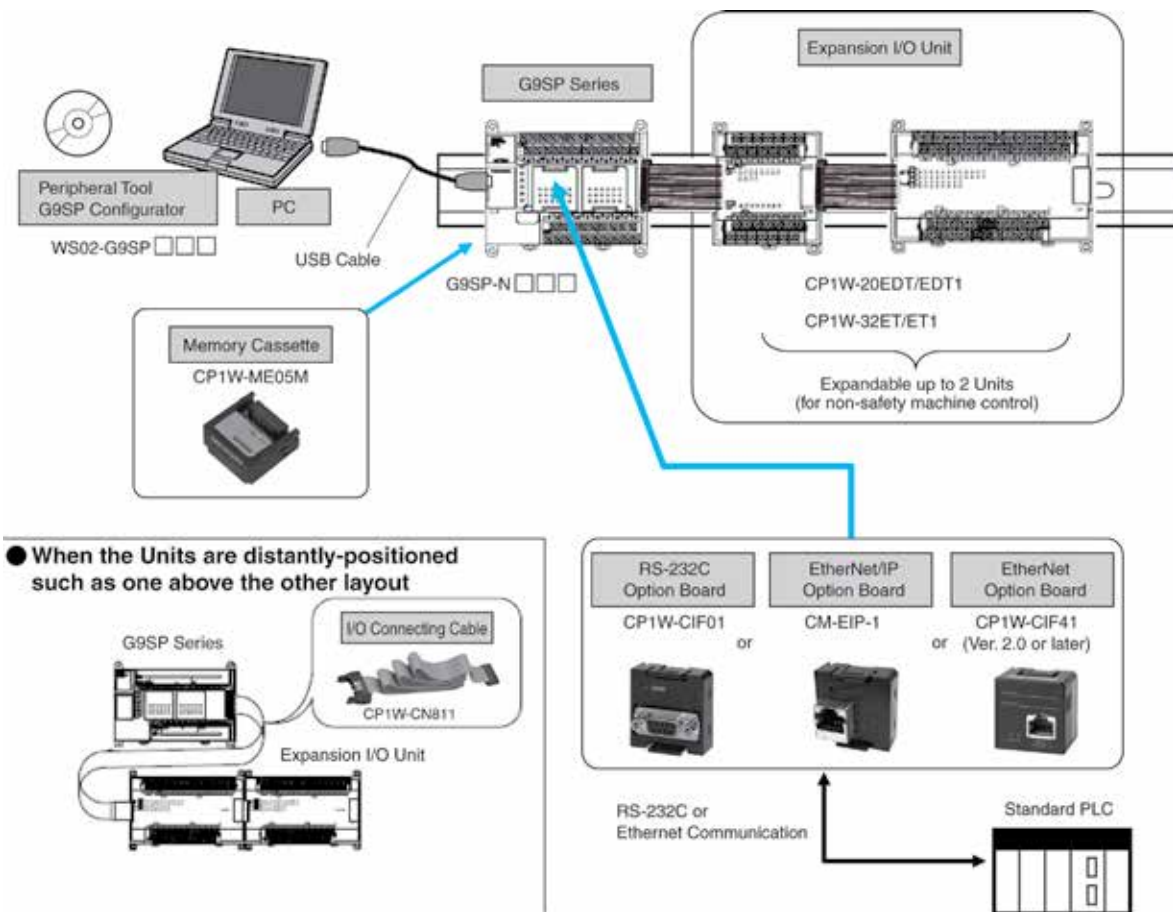 Expansion I/O Unit
G9SP Series
Peripheral Tool
G9SP Configurator
PC
WS02-G9SP □□□
USB Cable
G9SP-N □□□
CP1W-20EDT/EDT1
CP1W-32ET/ET1
Expandable up to 2 Units
(for non-safety machine control)
Memory Cassette
CP1W-ME05M
● When the Units are distantly-positioned
such as one above the other layout
G9SP Series
I/O Connecting Cable
CP1W-CN811
Expansion I/O Unit
RS-232C
Option Board
CP1W-CIF01
or
EtherNet/IP
Option Board
CM-EIP-1
or
EtherNet
Option Board
CP1W-CIF41
(Ver. 2.0 or later)
RS-232C or
Ethernet Communication
Standard PLC